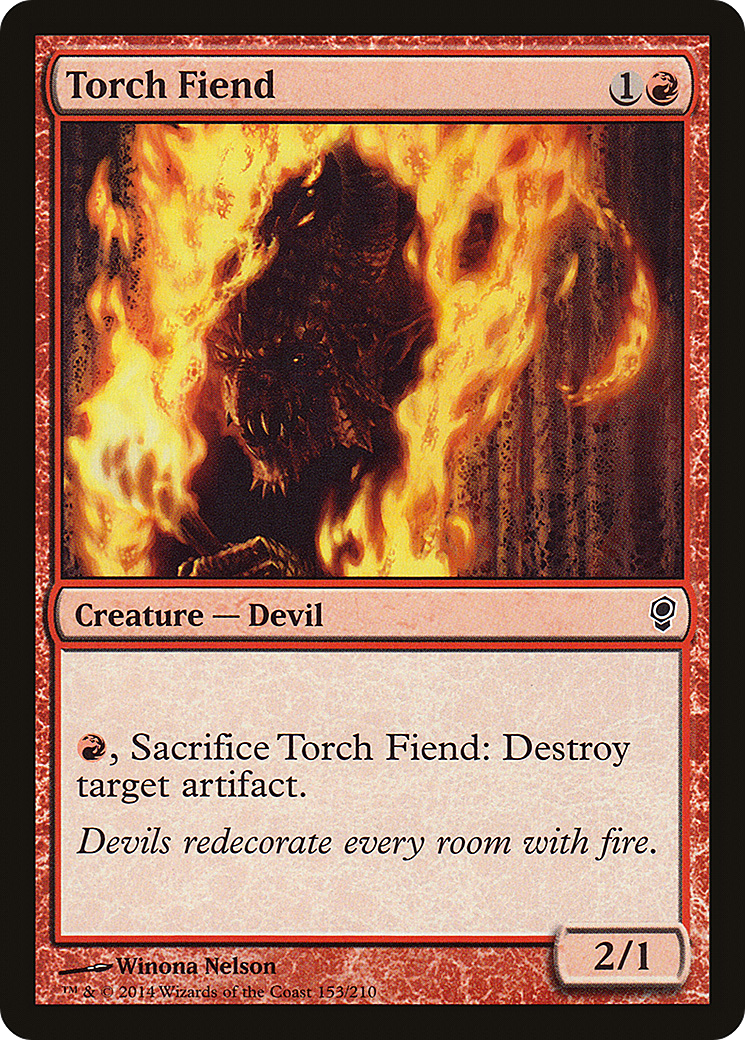 Torch Fiend
1
Creature — Devil
, Sacrifice Torch Fiend: Destroy
target artifact.
Devils redecorate every room with fire.
2/1
Winona Nelson
™ & © 2014 Wizards of the Coast 153/210